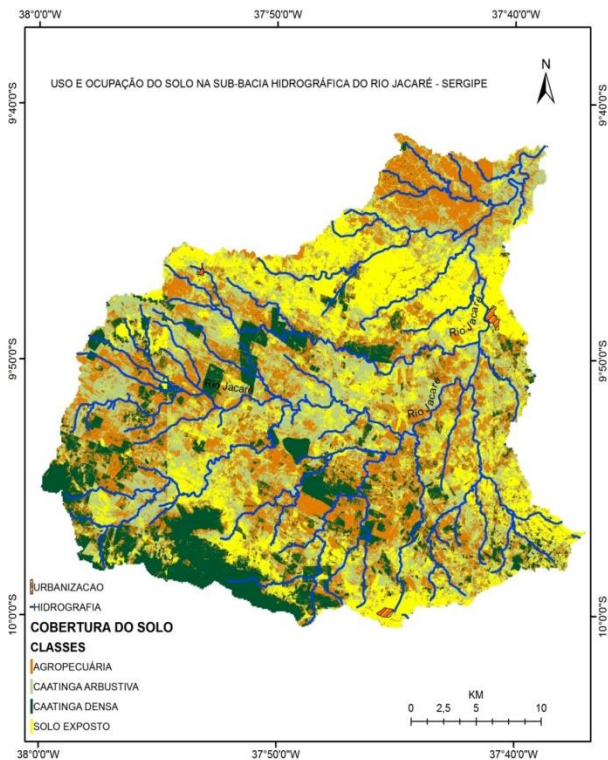 38°0'0"W 37°50'0"W 37°40'0"W
N
USO E OCUPAÇÃO DO SOLO NA SUB-BACIA HIDROGRÁFICA DO RIO JACARÉ - SERGIPE
9°40'0"S 9°40'0"S
Rio Jacaré
9°50'0"S 9°50'0"S
Rio Jacaré
Rio Jacaré
URBANIZACAO
HIDROGRAFIA
10°0'0"S 10°0'0"S
COBERTURA DO SOLO
CLASSES
AGROPECUÁRIA
CAATINGA ARBUSTIVA
CAATINGA DENSA
SOLO EXPOSTO
KM
0 2,5 5 10
38°0'0"W 37°50'0"W 37°40'0"W